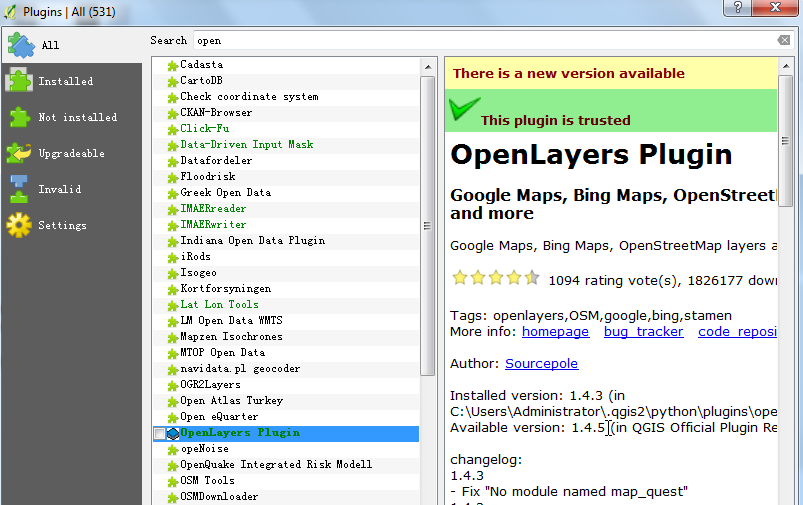 Plugins | All (531)
All
Installed
Not installed
Upgradeable
Invalid
Settings
Search open
Cadasta
CartoDB
Check coordinate system
CKAN-Browser
Click-Fu
Data-Driven Input Mask
Datafordeler
Floodrisk
Greek Open Data
IMAERreader
IMAERwriter
Indiana Open Data Plugin
iRods
Isogeo
Kortforsyningen
Lat Lon Tools
LM Open Data WMTS
Mapzen Isochrones
MTOP Open Data
navidata.pl geocoder
OGR2Layers
Open Atlas Turkey
Open eQuarter
OpenLayers Plugin
opeNoise
OpenQuake Integrated Risk Modell
OSM Tools
OSMDownloader
There is a new version available
This plugin is trusted
OpenLayers Plugin
Google Maps, Bing Maps, OpenStreetI
and more
Google Maps, Bing Maps, OpenStreetMap layers a
1094 rating vote(s), 1826177 down
Tags: openlayers,OSM,google,bing,stamen
More info: homepage bug tracker code reposi
Author: Sourcepole
Installed version: 1.4.3 (in
C:\Users\Administrator\.qgis2\python\plugins\ope
Available version: 1.4.5 (in QGIS Official Plugin Re
changelog:
1.4.3
- Fix "No module named map_quest"